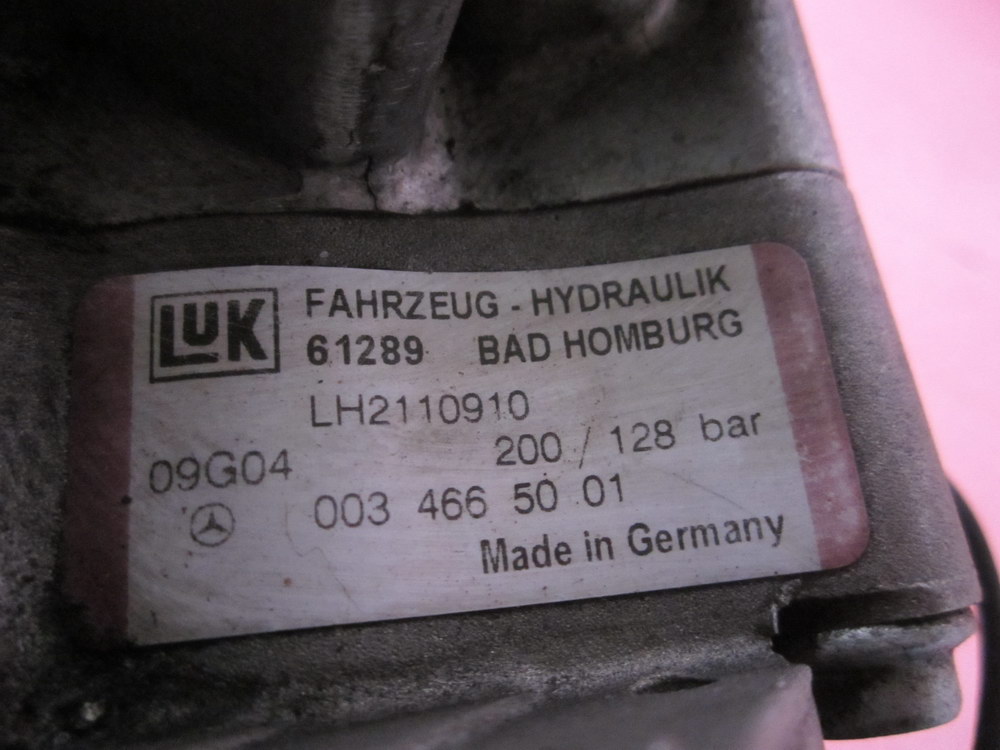 LUK FAHRZEUG - HYDRAULIK
61289 BAD HOMBURG
LH2110910
200 / 128 bar
09G04
003 466 50 01
Made in Germany